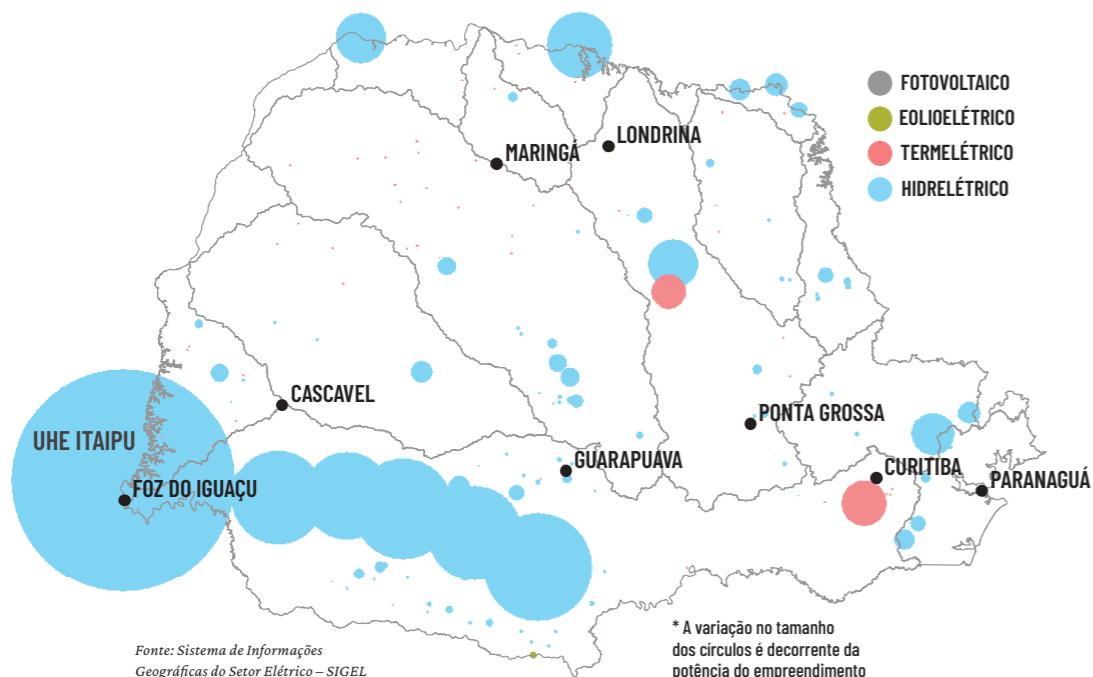 FOTOVOLTAICO
EOLIOELÉTRICO
TERMELÉTRICO
HIDRELÉTRICO
LONDRINA
MARINGÁ
CASCAVEL
PONTA GROSSA
UHE ITAIPU
GUARAPUAVA
CURITIBA
PARANAGUÁ
FOZ DO IGUAÇU
* A variação no tamanho
dos círculos é decorrente da
potência do empreendimento
Fonte: Sistema de Informações
Geográficas do Setor Elétrico – SIGEL